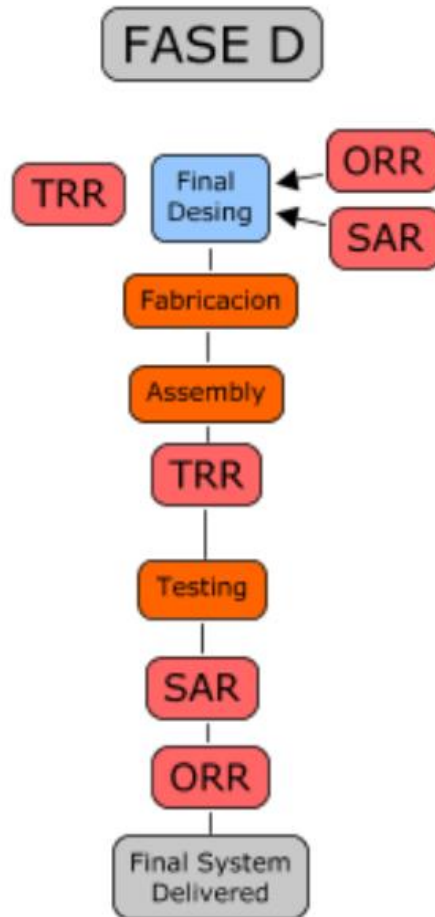 FASE D
TRR
Final
Desing
ORR
SAR
Fabricacion
Assembly
TRR
Testing
SAR
ORR
Final System
Delivered